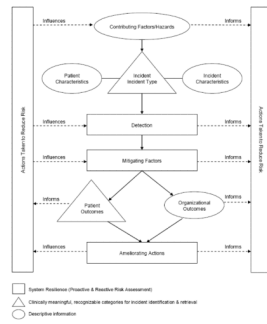 Influences
Contributing Factors/Hazards
Informs
Patient
Characteristics
Incident
Incident Type
Incident
Characteristics
Influences
Detection
Informs
Influences
Mitigating Factors
Informs
Informs
Patient
Outcomes
Organizational
Outcomes
Informs
Influences
Ameliorating Actions
Informs
Actions Taken to Reduce Risk
Actions Taken to Reduce Risk
System Resilience (Proactive & Reactive Risk Assessment)
Clinically meaningful, recognizable categories for incident identification & retrieval
Descriptive information